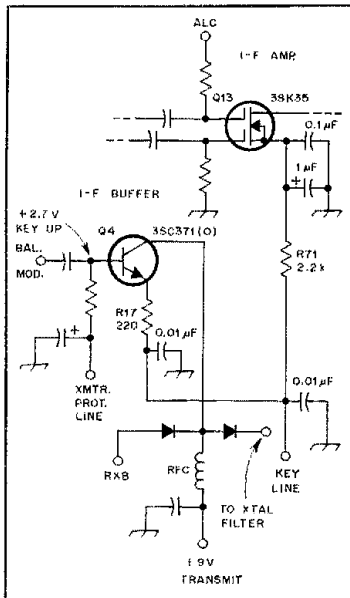 ALC
I-F AMP.
Q13
3SK35
0.1µF
1µF
I-F BUFFER
+2.7 V
KEY UP
Q4
3SC371(O)
BAL.
MOD.
R17
220
R71
2.2k
0.01µF
0.01µF
XMTR.
PROT.
LINE
RXB
RFC
TO XTAL
FILTER
KEY
LINE
1.9V
TRANSMIT